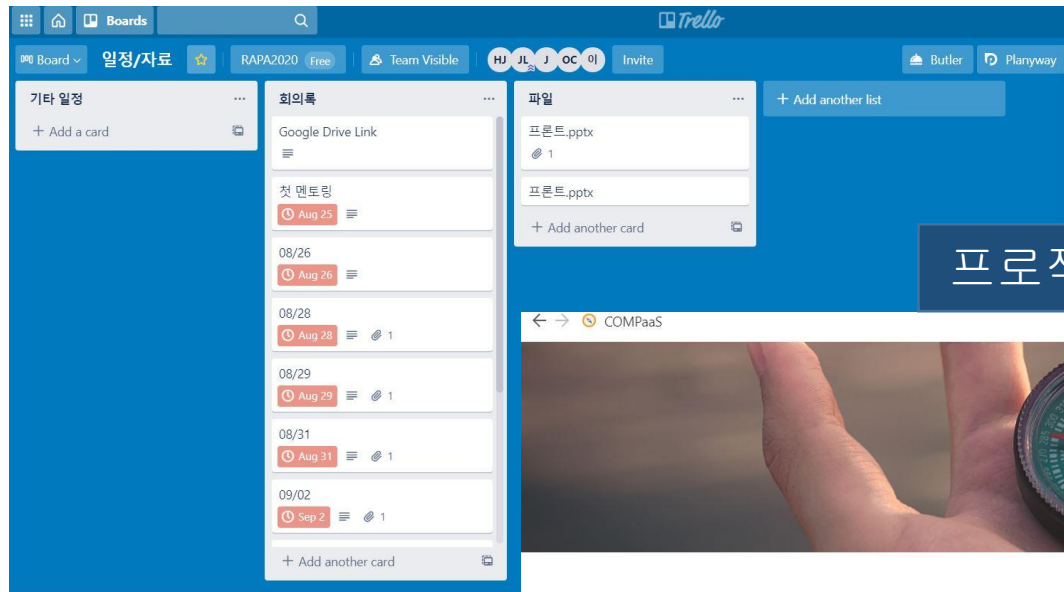 Boards
Trello
Board
일정/자료
RAPA2020 Free
Team Visible
HJ JL J OC 이
Invite
Butler
Planyway
기타 일정
+ Add a card
회의록
Google Drive Link
첫 멘토링
Aug 25
08/26
Aug 26
08/28
Aug 28
1
08/29
Aug 29
1
08/31
Aug 31
1
09/02
Sep 2
1
+ Add another card
파일
프론트.pptx
1
프론트.pptx
+ Add another card
+ Add another list
프로젝
COMPaaS